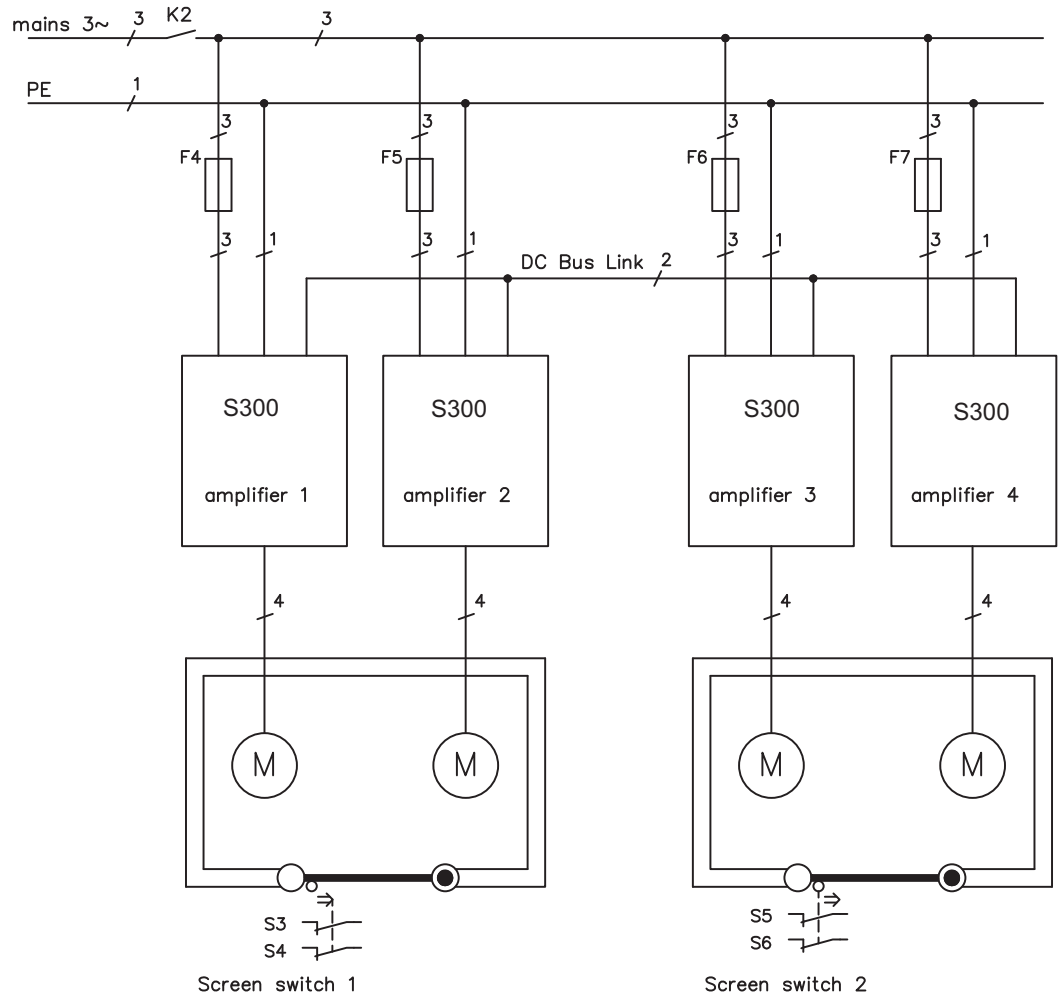 mains 3~ 3 K2 3
PE 1
3 3 3 3
F4 F5 F6 F7
3 1 3 1 3 1 3 1
DC Bus Link 2
S300 S300 S300 S300
amplifier 1 amplifier 2 amplifier 3 amplifier 4
4 4 4 4
M M M M
S3 S5
S4 S6
Screen switch 1 Screen switch 2